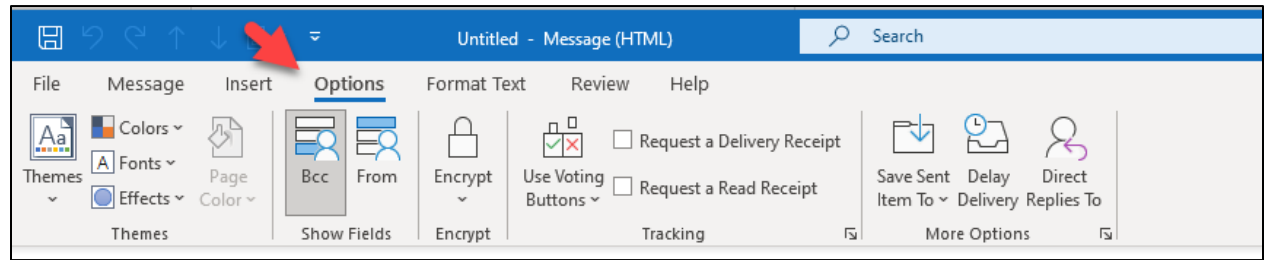 Untitled - Message (HTML) Search
File Message Insert Options Format Text Review Help
Aa
Themes
Colors
A Fonts
Effects
Page
Color
Themes
Bcc
From
Show Fields
Encrypt
Encrypt
Use Voting
Buttons
Request a Delivery Receipt
Request a Read Receipt
Tracking
Save Sent
Item To
Delay
Delivery
Direct
Replies To
More Options